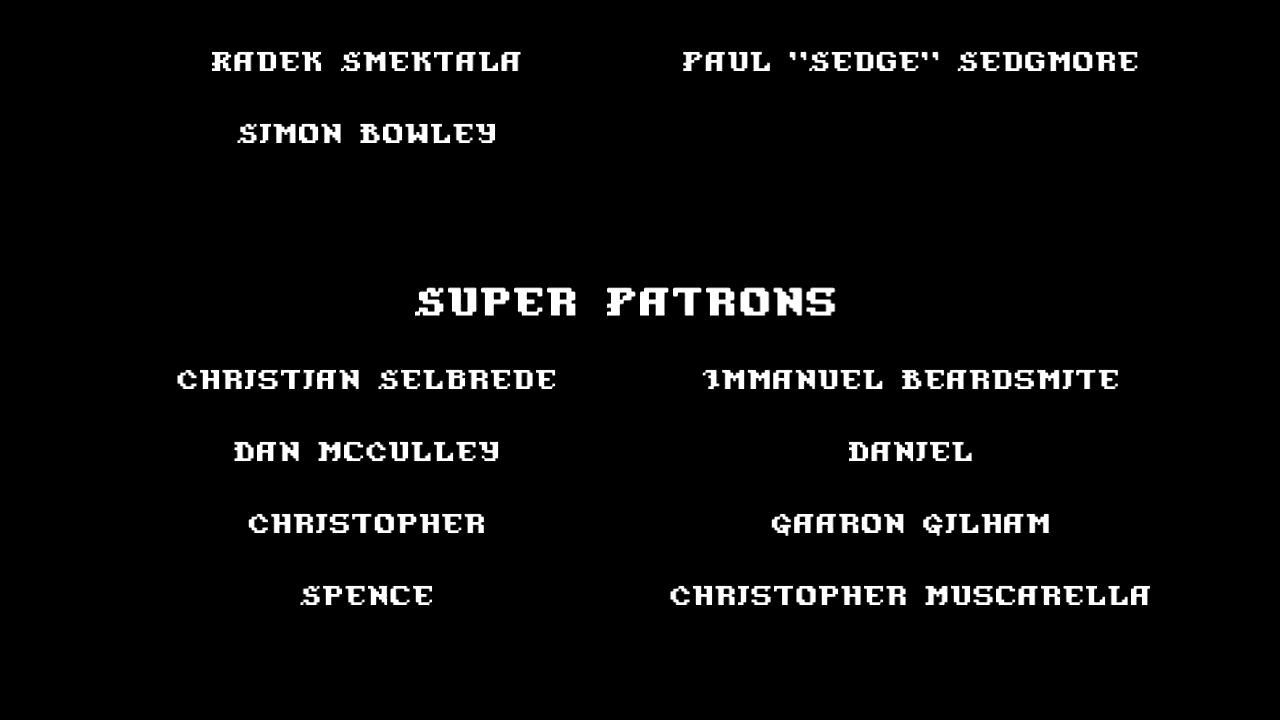 RADEK SMEKTALA PAUL "SEDGE" SEDGMORE
SIMON BOWLEY
SUPER PATRONS
CHRISTIAN SELBREDE IMMANUEL BEARDSMITE
DAN MCCULLEY DANIEL
CHRISTOPHER GAARON GILHAM
SPENCE CHRISTOPHER MUSCARELLA